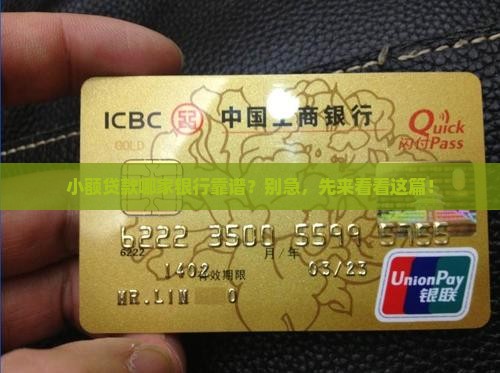 ICBC 中国工商银行
GOLD
Quick
闪付Pass
小额贷款哪家银行靠谱？别急，先来看看这篇！
6222 3500 5599
6222
月/年
1402 有效期限 03/23
MR.LIN 0
UnionPay
银联